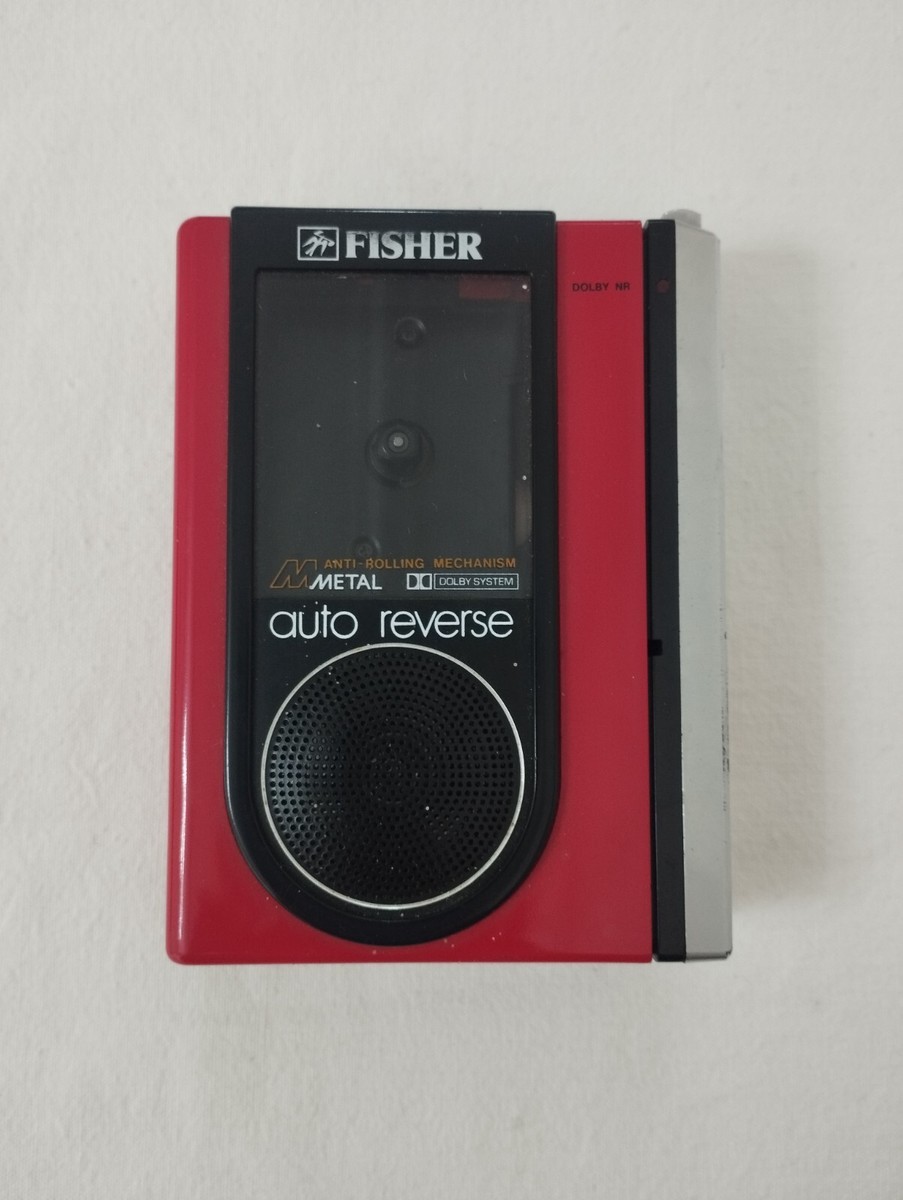 FISHER
DOLBY NR
ANTI-ROLLING MECHANISM
METAL DOLBY SYSTEM
auto reverse